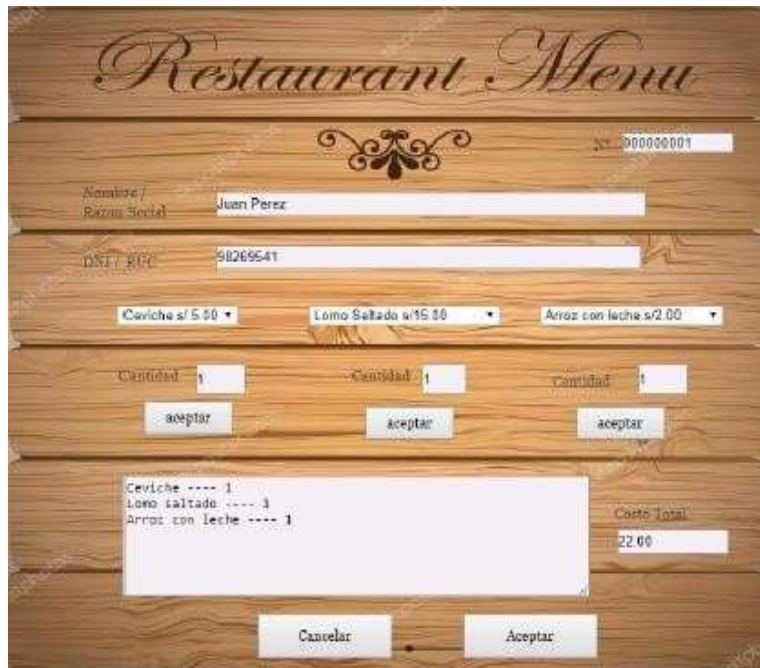 Restaurant Menu
Nº 000000001
Nombre /
Razon Social
Juan Perez
DNI / RUC 98269541
Ceviche s/ 5.00 Lomo Saltado s/15.00 Arroz con leche s/2.00
Cantidad 1 Cantidad 1 Cantidad 1
aceptar aceptar aceptar
Ceviche ---- 1
Lomo saltado ---- 1
Arroz con leche ---- 1
Costo Total
22.00
Cancelar Aceptar